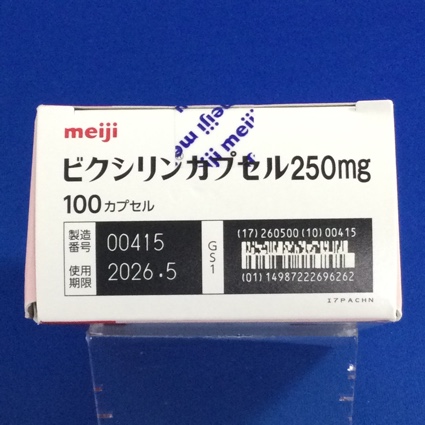 meiji
meiji meiji
ビクシリンカプセル250mg
100カプセル
製造番号 00415
使用期限 2026.5
GS1
(17) 260500 (10) 00415
(01) 14987222696262
17PACHN